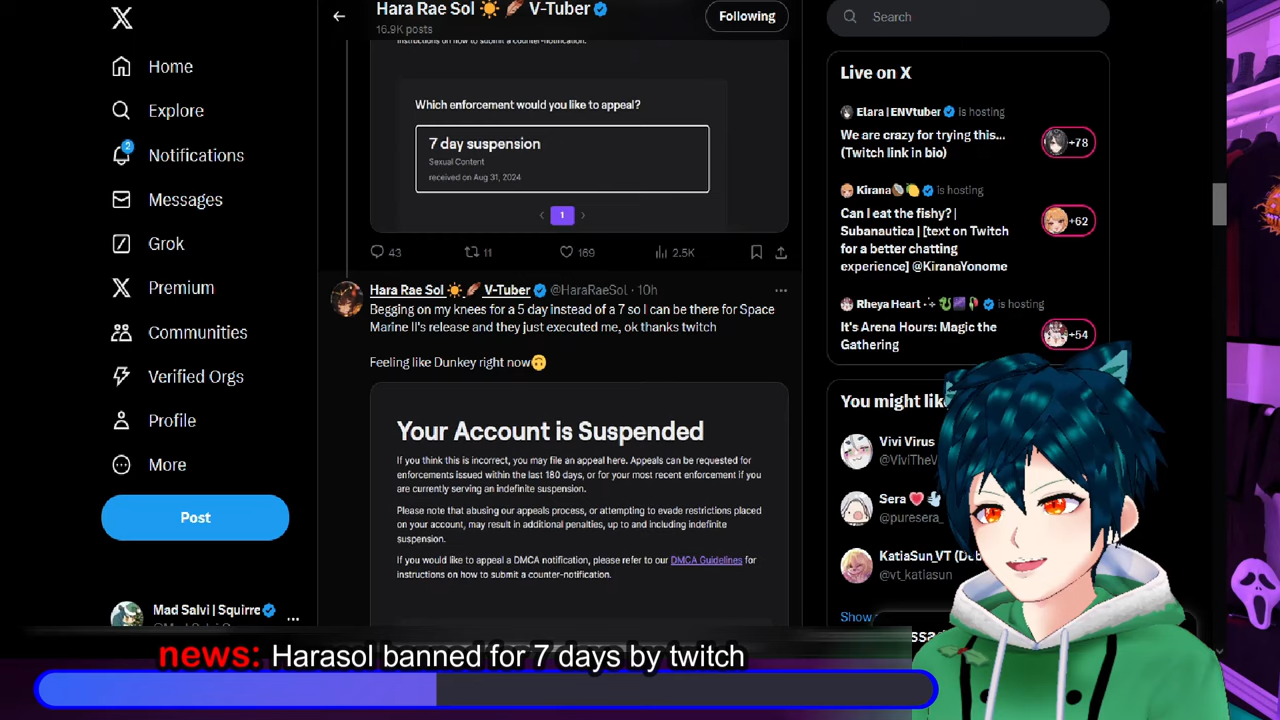 Hara Rae Sol ☀️ 🪶 V-Tuber
16.9K posts
Following
Search
Home
Explore
2
Notifications
Messages
Grok
Premium
Communities
Verified Orgs
Profile
More
Post
Mad Salvi | Squirre
instructions on how to submit a counter-notification.
Which enforcement would you like to appeal?
7 day suspension
Sexual Content
received on Aug 31, 2024
1
43
11
169
2.5K
Hara Rae Sol ☀️ 🪶 V-Tuber @HaraRaeSol · 10h
Begging on my knees for a 5 day instead of a 7 so I can be there for Space
Marine II's release and they just executed me, ok thanks twitch
Feeling like Dunkey right now🙃
Your Account is Suspended
If you think this is incorrect, you may file an appeal here. Appeals can be requested for
enforcements issued within the last 180 days, or for your most recent enforcement if you
are currently serving an indefinite suspension.
Please note that abusing our appeals process, or attempting to evade restrictions placed
on your account, may result in additional penalties, up to and including indefinite
suspension.
If you would like to appeal a DMCA notification, please refer to our DMCA Guidelines for
instructions on how to submit a counter-notification.
Live on X
Elara | ENVtuber is hosting
We are crazy for trying this...
(Twitch link in bio)
+78
Kirana🥥🍋 is hosting
Can I eat the fishy? |
Subanautica | [text on Twitch
for a better chatting
experience] @KiranaYonome
+62
Rheya Heart is hosting
It's Arena Hours: Magic the
Gathering
+54
You might like
Vivi Virus
@ViviTheV
Sera
@puresera_
KatiaSun_VT (De
@vt_katiasun
Show
news: Harasol banned for 7 days by twitch